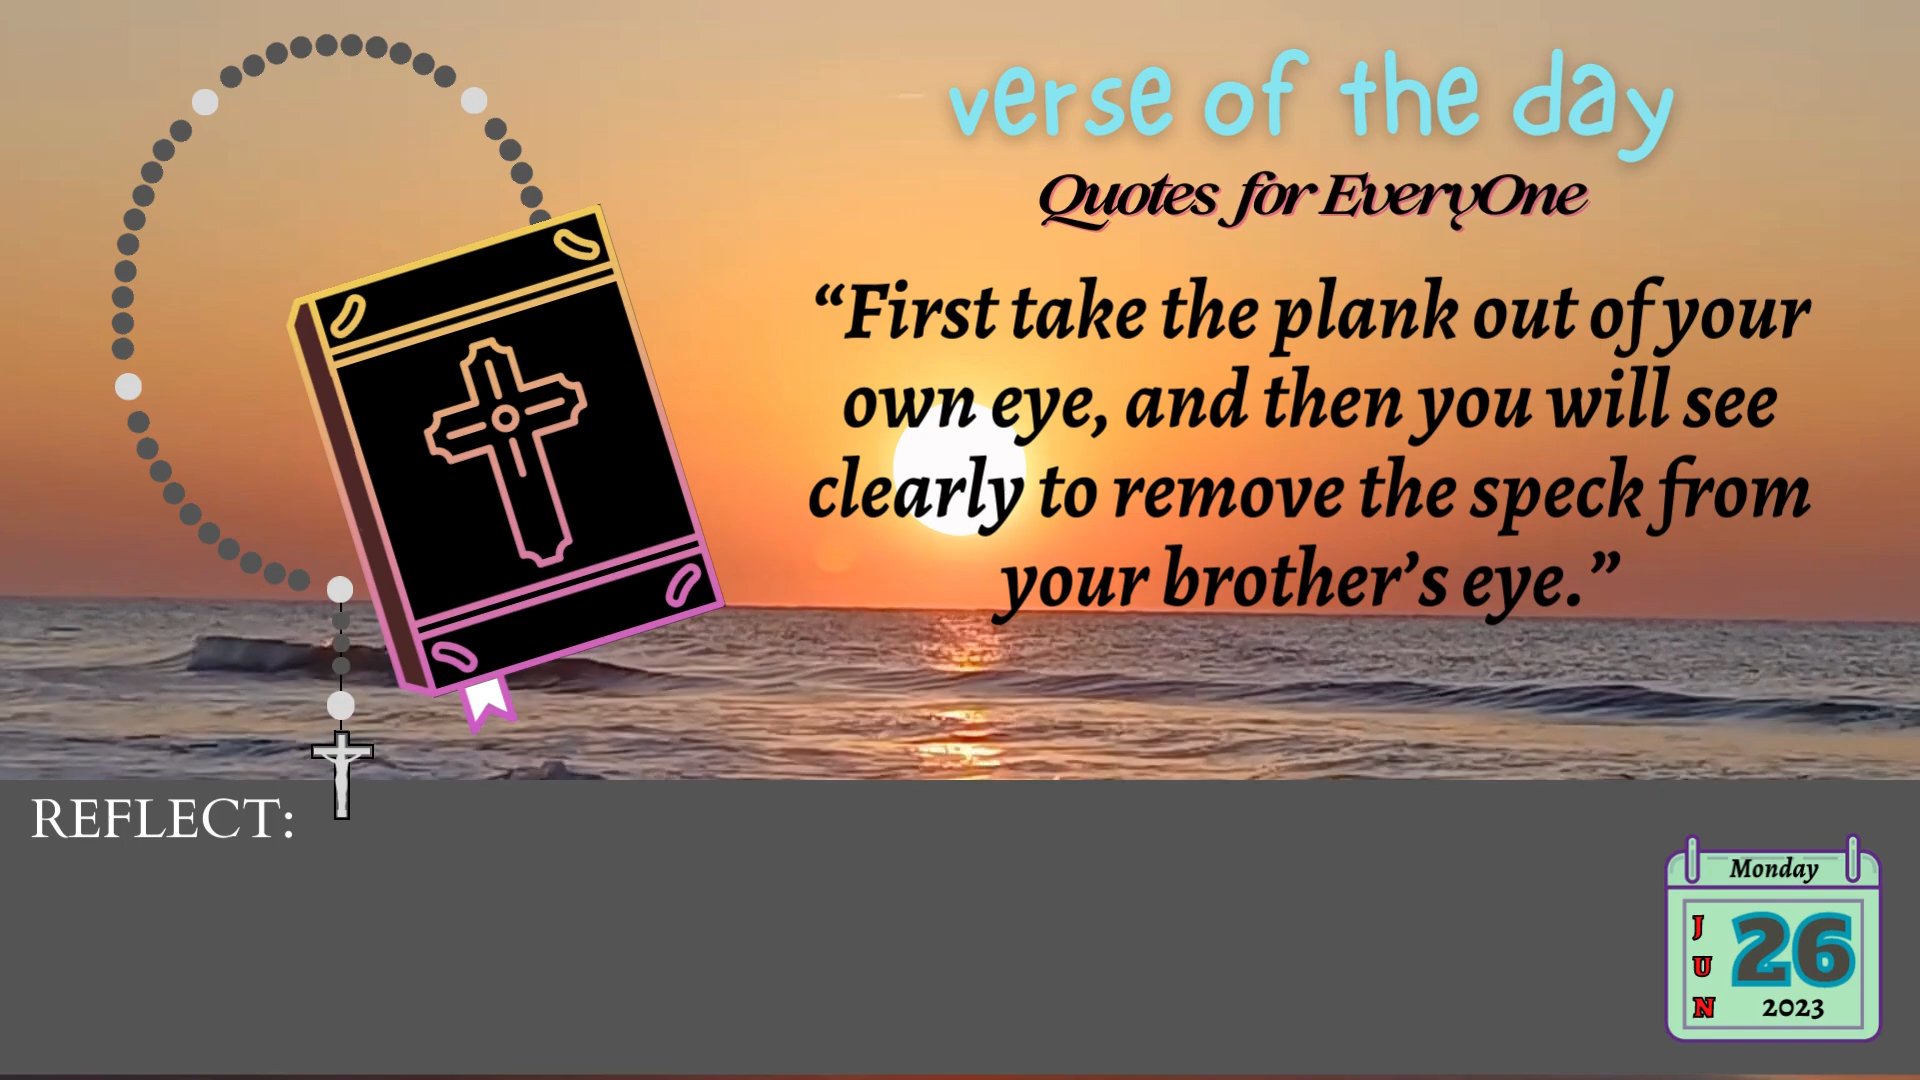 verse of the day
Quotes for EveryOne
“First take the plank out of your
own eye, and then you will see
clearly to remove the speck from
your brother’s eye.”
REFLECT:
Monday
JUN
26
2023